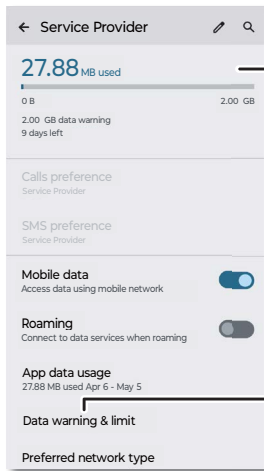 Service Provider
27.88 MB used
0 B 2.00 GB
2.00 GB data warning
9 days left
Calls preference
Service Provider
SMS preference
Service Provider
Mobile data
Access data using mobile network
Roaming
Connect to data services when roaming
App data usage
27.88 MB used Apr 6 - May 5
Data warning & limit
Preferred network type